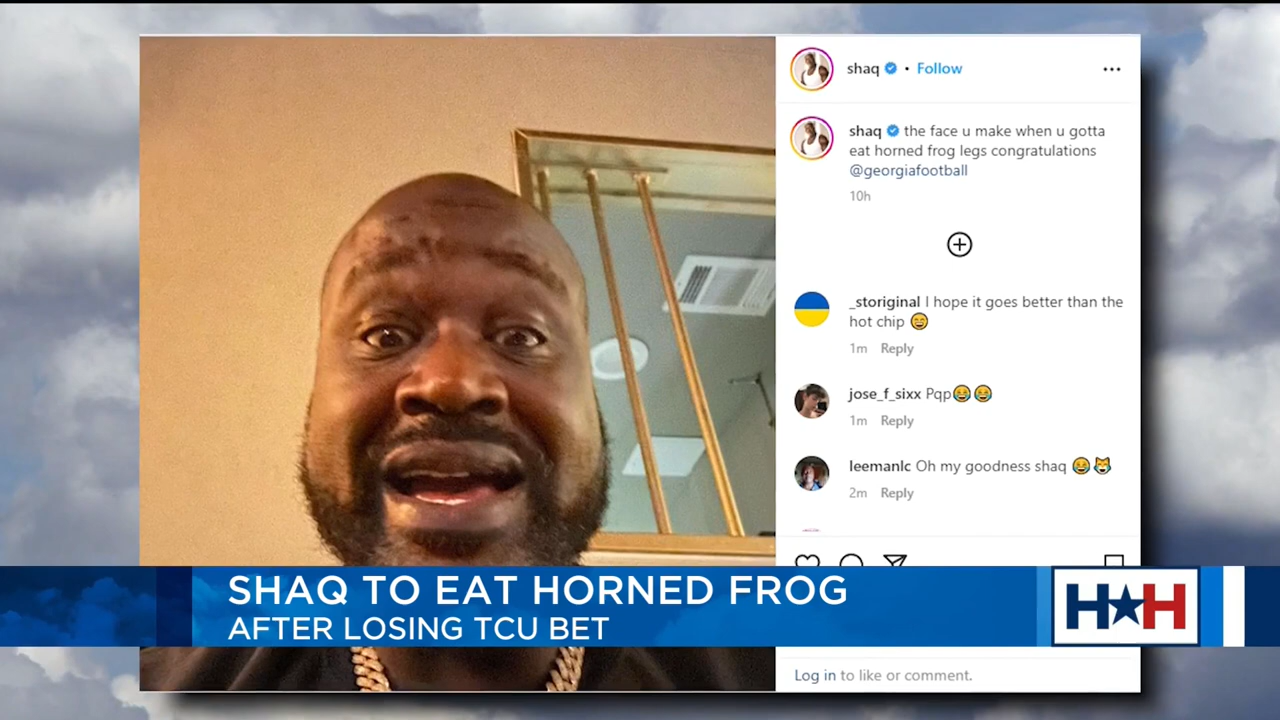 shaq • Follow
shaq the face u make when u gotta
eat horned frog legs congratulations
@georgiafootball
10h
_storiginal I hope it goes better than the
hot chip 😄
1m Reply
jose_f_sixx Pqp😂😂
1m Reply
leemanlc Oh my goodness shaq 😂😹
2m Reply
SHAQ TO EAT HORNED FROG
AFTER LOSING TCU BET
H★H
Log in to like or comment.